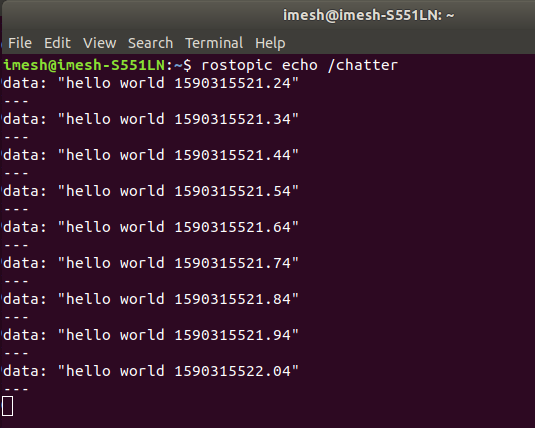 imesh@imesh-S551LN: ~
File Edit View Search Terminal Help
imesh@imesh-S551LN:~$ rostopic echo /chatter
data: "hello world 1590315521.24"
---
data: "hello world 1590315521.34"
---
data: "hello world 1590315521.44"
---
data: "hello world 1590315521.54"
---
data: "hello world 1590315521.64"
---
data: "hello world 1590315521.74"
---
data: "hello world 1590315521.84"
---
data: "hello world 1590315521.94"
---
data: "hello world 1590315522.04"
---